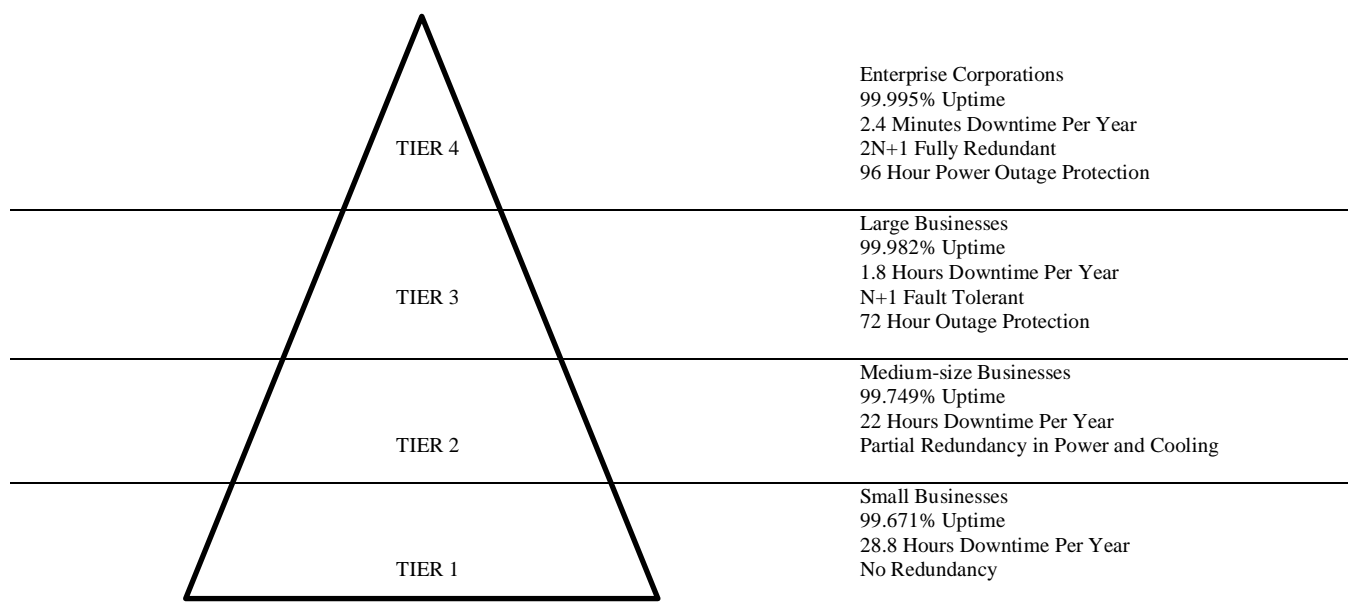 Enterprise Corporations
99.995% Uptime
2.4 Minutes Downtime Per Year
TIER 4
2N+1 Fully Redundant
96 Hour Power Outage Protection
Large Businesses
99.982% Uptime
1.8 Hours Downtime Per Year
TIER 3
N+1 Fault Tolerant
72 Hour Outage Protection
Medium-size Businesses
99.749% Uptime
22 Hours Downtime Per Year
TIER 2
Partial Redundancy in Power and Cooling
Small Businesses
99.671% Uptime
28.8 Hours Downtime Per Year
TIER 1
No Redundancy